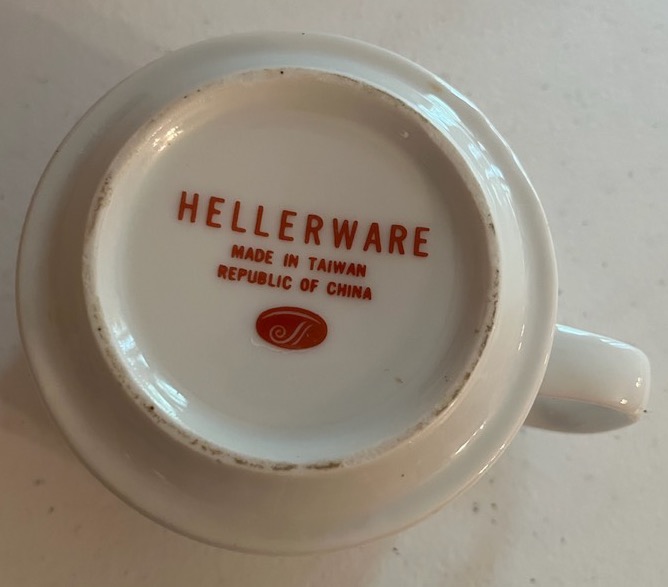 HELLERWARE
MADE IN TAIWAN
REPUBLIC OF CHINA